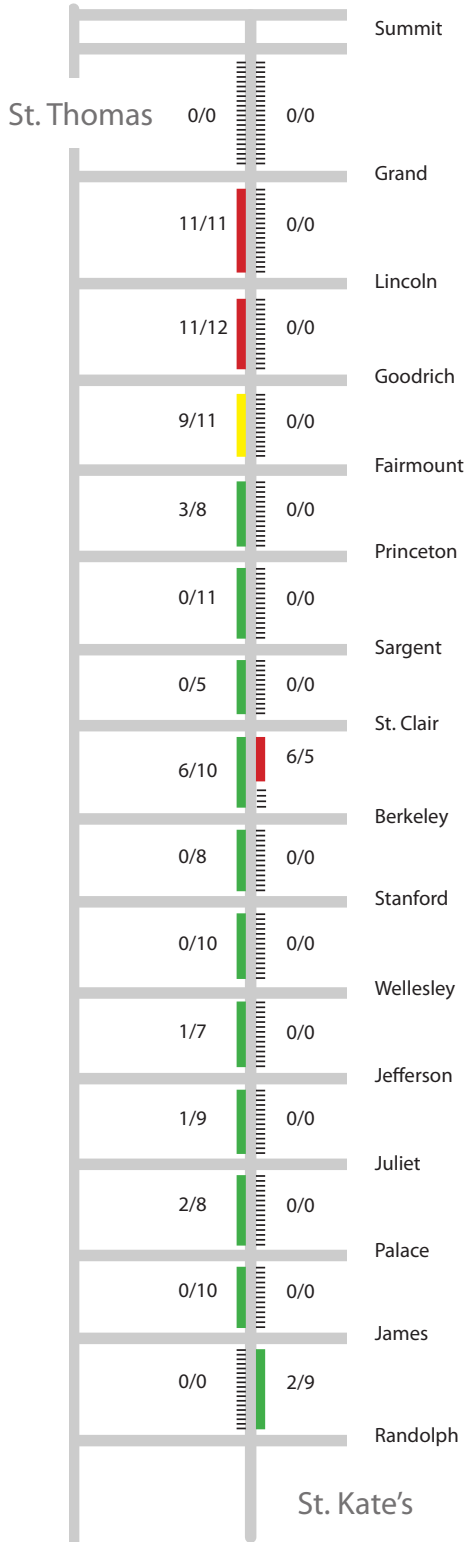 Summit
St. Thomas 0/0 0/0
Grand
11/11 0/0
Lincoln
11/12 0/0
Goodrich
9/11 0/0
Fairmount
3/8 0/0
Princeton
0/11 0/0
Sargent
0/5 0/0
St. Clair
6/10 6/5
Berkeley
0/8 0/0
Stanford
0/10 0/0
Wellesley
1/7 0/0
Jefferson
1/9 0/0
Juliet
2/8 0/0
Palace
0/10 0/0
James
0/0 2/9
Randolph
St. Kate's